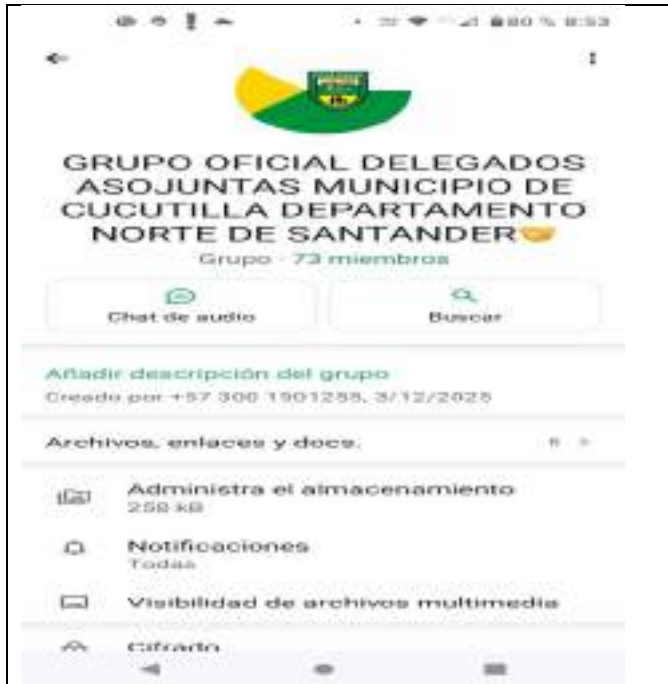 80 % 8:53
GRUPO OFICIAL DELEGADOS
ASOJUNTAS MUNICIPIO DE
CUCUTILLA DEPARTAMENTO
NORTE DE SANTANDER🤝
Grupo · 73 miembros
Chat de audio
Buscar
Añadir descripción del grupo
Creado por +57 300 1901255, 3/12/2025
Archivos, enlaces y docs.
Administra el almacenamiento
258 kB
Notificaciones
Todas
Visibilidad de archivos multimedia
Cifrado